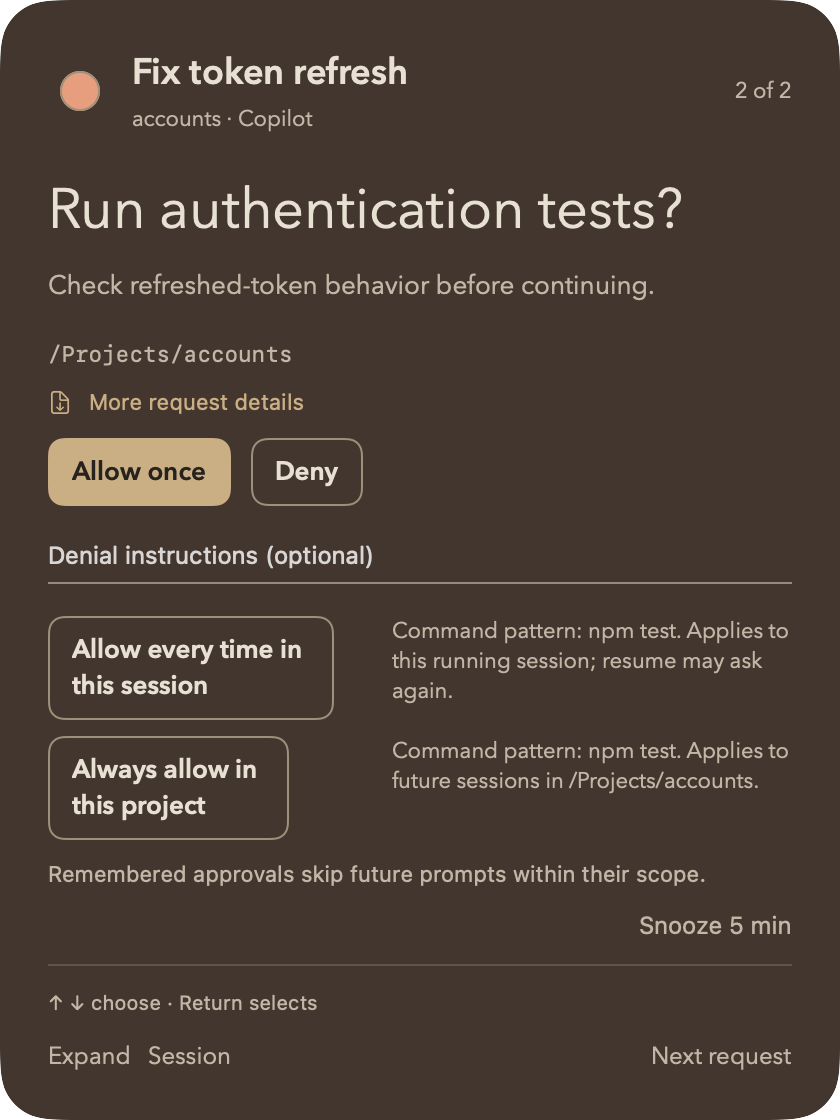 Fix token refresh
accounts · Copilot
2 of 2
Run authentication tests?
Check refreshed-token behavior before continuing.
/Projects/accounts
More request details
Allow once
Deny
Denial instructions (optional)
Allow every time in
this session
Command pattern: npm test. Applies to
this running session; resume may ask
again.
Always allow in
this project
Command pattern: npm test. Applies to
future sessions in /Projects/accounts.
Remembered approvals skip future prompts within their scope.
Snooze 5 min
↑ ↓ choose · Return selects
Expand
Session
Next request